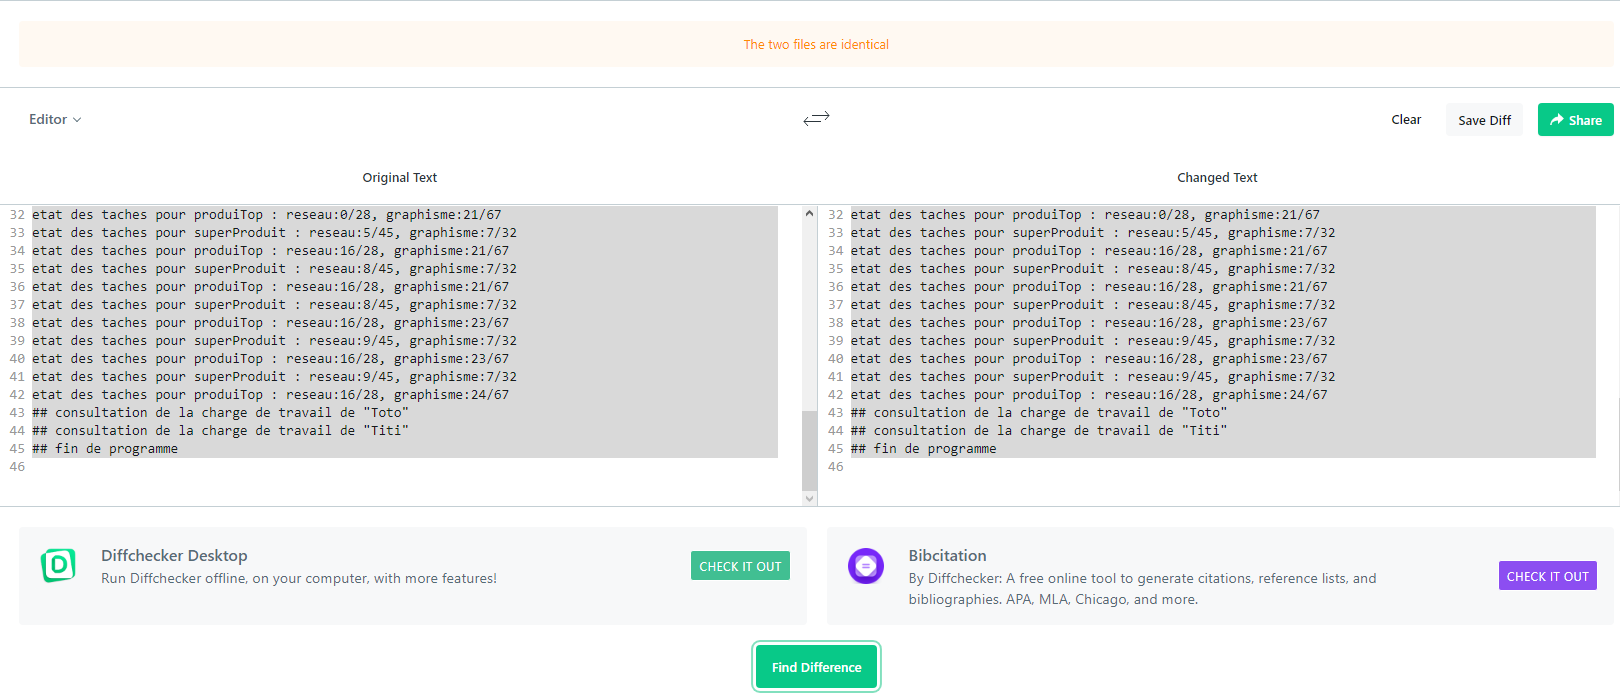 The two files are identical
Editor
Clear
Save Diff
Share
Original Text
Changed Text
32 etat des taches pour produiTop : reseau:0/28, graphisme:21/67
33 etat des taches pour superProduit : reseau:5/45, graphisme:7/32
34 etat des taches pour produiTop : reseau:16/28, graphisme:21/67
35 etat des taches pour superProduit : reseau:8/45, graphisme:7/32
36 etat des taches pour produiTop : reseau:16/28, graphisme:21/67
37 etat des taches pour superProduit : reseau:8/45, graphisme:7/32
38 etat des taches pour produiTop : reseau:16/28, graphisme:23/67
39 etat des taches pour superProduit : reseau:9/45, graphisme:7/32
40 etat des taches pour produiTop : reseau:16/28, graphisme:23/67
41 etat des taches pour superProduit : reseau:9/45, graphisme:7/32
42 etat des taches pour produiTop : reseau:16/28, graphisme:24/67
43 ## consultation de la charge de travail de "Toto"
44 ## consultation de la charge de travail de "Titi"
45 ## fin de programme
46
32 etat des taches pour produiTop : reseau:0/28, graphisme:21/67
33 etat des taches pour superProduit : reseau:5/45, graphisme:7/32
34 etat des taches pour produiTop : reseau:16/28, graphisme:21/67
35 etat des taches pour superProduit : reseau:8/45, graphisme:7/32
36 etat des taches pour produiTop : reseau:16/28, graphisme:21/67
37 etat des taches pour superProduit : reseau:8/45, graphisme:7/32
38 etat des taches pour produiTop : reseau:16/28, graphisme:23/67
39 etat des taches pour superProduit : reseau:9/45, graphisme:7/32
40 etat des taches pour produiTop : reseau:16/28, graphisme:23/67
41 etat des taches pour superProduit : reseau:9/45, graphisme:7/32
42 etat des taches pour produiTop : reseau:16/28, graphisme:24/67
43 ## consultation de la charge de travail de "Toto"
44 ## consultation de la charge de travail de "Titi"
45 ## fin de programme
46
D
Diffchecker Desktop
Run Diffchecker offline, on your computer, with more features!
CHECK IT OUT
Bibcitation
By Diffchecker: A free online tool to generate citations, reference lists, and
bibliographies. APA, MLA, Chicago, and more.
CHECK IT OUT
Find Difference